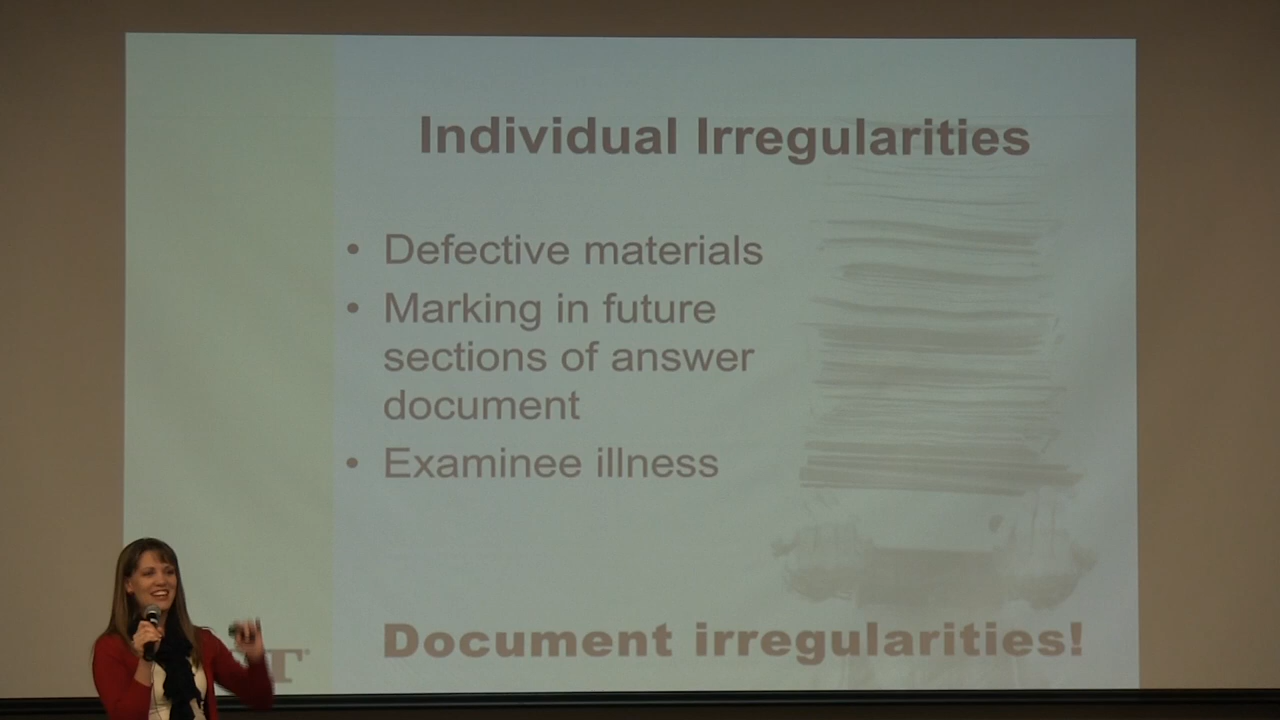 Individual Irregularities
• Defective materials
• Marking in future
sections of answer
document
• Examinee illness
Document irregularities!